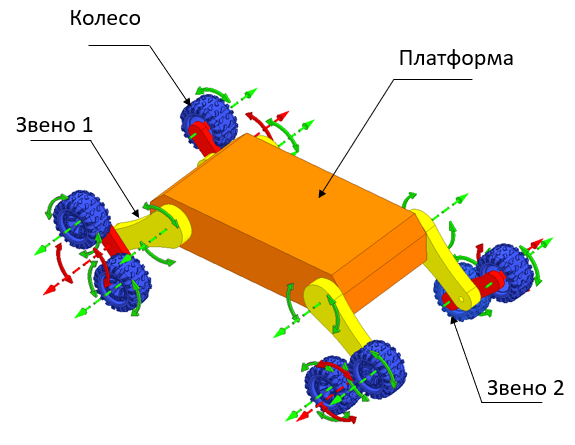 Колесо
Платформа
Звено 1
Звено 2